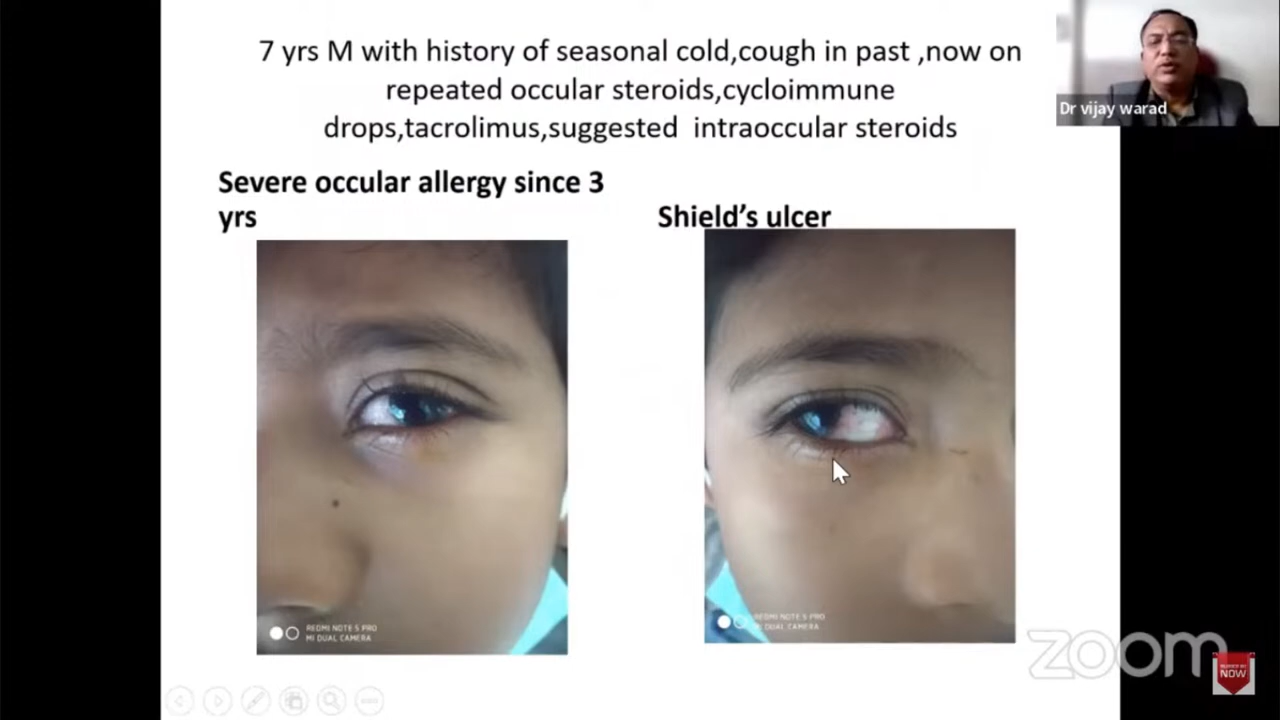 7 yrs M with history of seasonal cold,cough in past ,now on
repeated occular steroids,cycloimmune
drops,tacrolimus,suggested  intraoccular steroids
Dr vijay warad
Severe occular allergy since 3
yrs
Shield’s ulcer
REDMI NOTE 5 PRO
MI DUAL CAMERA
REDMI NOTE 5 PRO
MI DUAL CAMERA
zoom
NOW